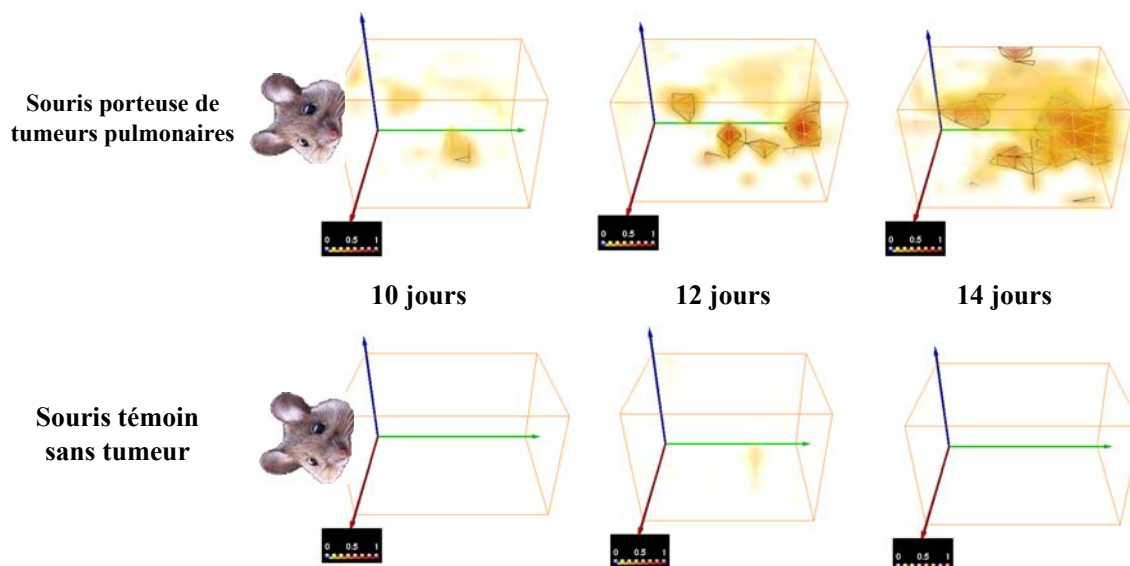 Souris porteuse de
tumeurs pulmonaires
0 0.5 1
0 0.5 1
0 0.5 1
10 jours
12 jours
14 jours
Souris témoin
sans tumeur
0 0.5 1
0 0.5 1
0 0.5 1